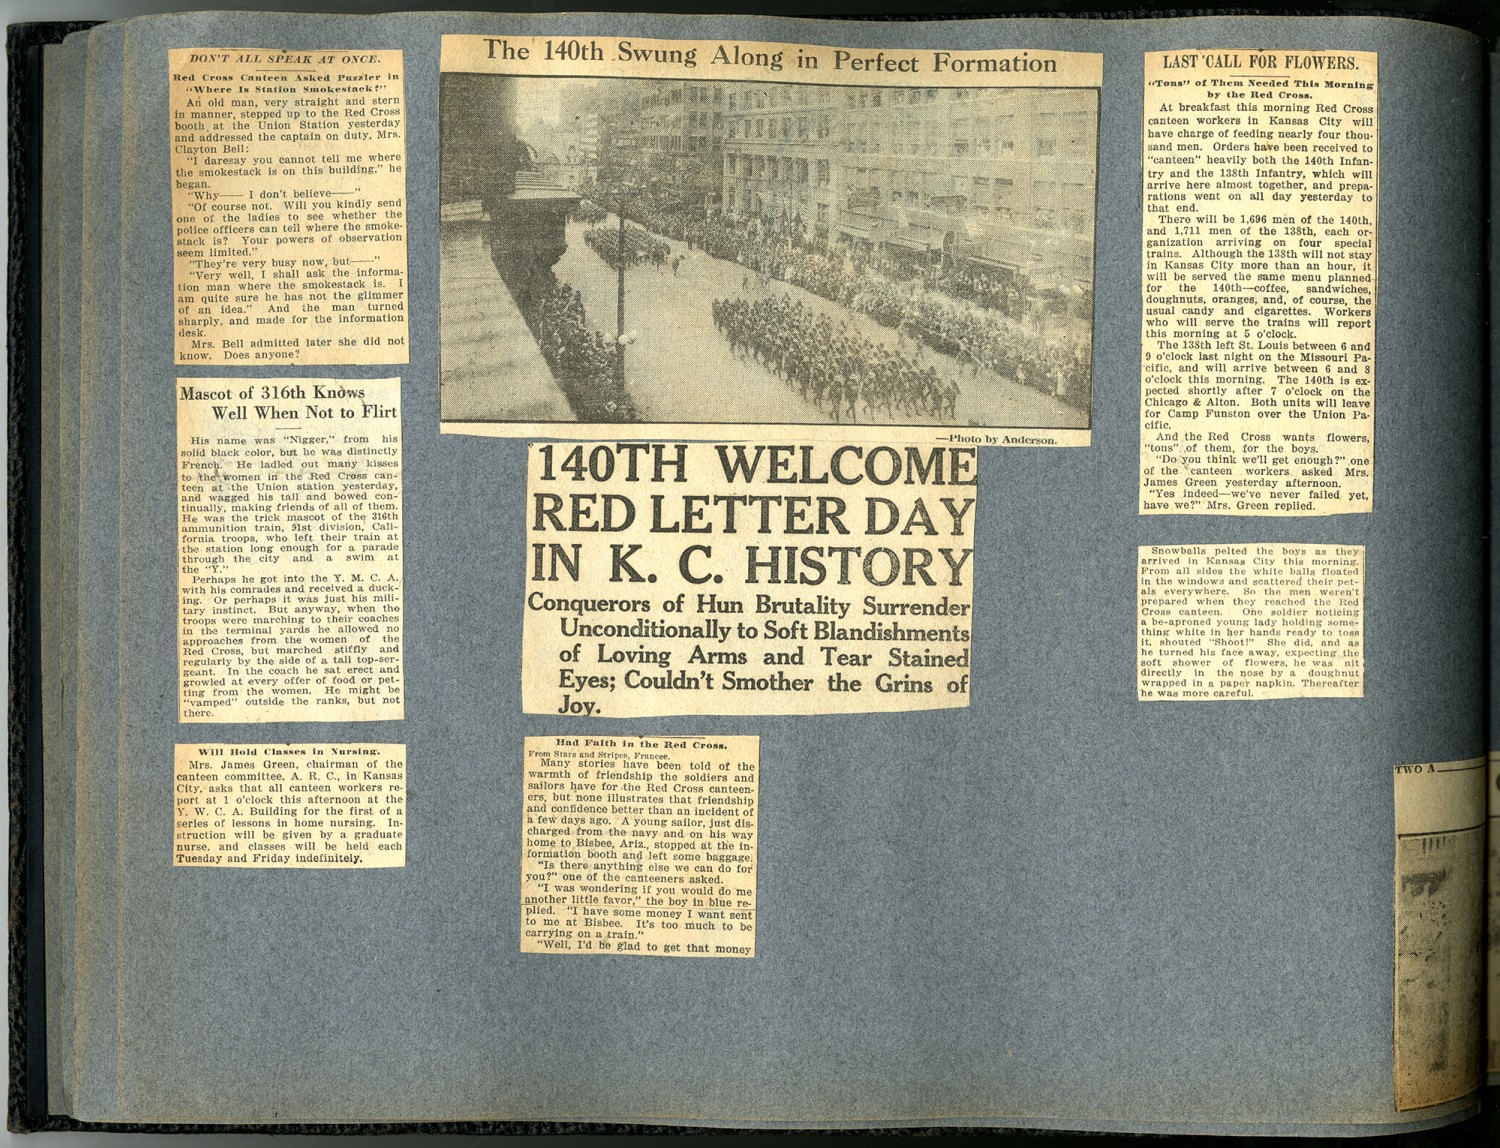 DON'T ALL SPEAK AT ONCE.
Red Cross Canteen Asked Puzzler in
"Where Is Station Smokestack?"
An old man, very straight and stern
in manner, stepped up to the Red Cross
booth at the Union Station yesterday
and addressed the captain on duty, Mrs.
Clayton Bell:
"I daresay you cannot tell me where
the smokestack is on this building," he
began.
"Why—— I don't believe——"
"Of course not. Will you kindly send
one of the ladies to see whether the
police officers can tell where the smoke-
stack is? Your powers of observation
seem limited."
"They're very busy now, but——"
"Very well, I shall ask the informa-
tion man where the smokestack is. I
am quite sure he has not the glimmer
of an idea." And the man turned
sharply, and made for the information
desk.
Mrs. Bell admitted later she did not
know. Does anyone?
Mascot of 316th Knows
Well When Not to Flirt
His name was "Nigger," from his
solid black color, but he was distinctly
French. He ladled out many kisses
to the women in the Red Cross can-
teen at the Union station yesterday,
and wagged his tail and bowed con-
tinually, making friends of all of them.
He was the trick mascot of the 316th
ammunition train, 91st division, Cali-
fornia troops, who left their train at
the station long enough for a parade
through the city and a swim at
the "Y."
Perhaps he got into the Y. M. C. A.
with his comrades and received a duck-
ing. Or perhaps it was just his mili-
tary instinct. But anyway, when the
troops were marching to their coaches
in the terminal yards he allowed no
approaches from the women of the
Red Cross, but marched stiffly and
regularly by the side of a tall top-ser-
geant. In the coach he sat erect and
growled at every offer of food or pet-
ting from the women. He might be
"vamped" outside the ranks, but not
there.
Will Hold Classes in Nursing.
Mrs. James Green, chairman of the
canteen committee, A. R. C., in Kansas
City, asks that all canteen workers re-
port at 1 o'clock this afternoon at the
Y. W. C. A. Building for the first of a
series of lessons in home nursing. In-
struction will be given by a graduate
nurse, and classes will be held each
Tuesday and Friday indefinitely.
The 140th Swung Along in Perfect Formation
—Photo by Anderson.
140TH WELCOME
RED LETTER DAY
IN K. C. HISTORY
Conquerors of Hun Brutality Surrender
Unconditionally to Soft Blandishments
of Loving Arms and Tear Stained
Eyes; Couldn't Smother the Grins of
Joy.
Had Faith in the Red Cross.
From Stars and Stripes, Francee.
Many stories have been told of the
warmth of friendship the soldiers and
sailors have for the Red Cross canteen-
ers, but none illustrates that friendship
and confidence better than an incident of
a few days ago. A young sailor, just dis-
charged from the navy and on his way
home to Bisbee, Ariz., stopped at the in-
formation booth and left some baggage.
"Is there anything else we can do for
you?" one of the canteeners asked.
"I was wondering if you would do me
another little favor," the boy in blue re-
plied. "I have some money I want sent
to me at Bisbee. It's too much to be
carrying on a train."
"Well, I'd be glad to get that money
LAST CALL FOR FLOWERS.
"Tons" of Them Needed This Morning
by the Red Cross.
At breakfast this morning Red Cross
canteen workers in Kansas City will
have charge of feeding nearly four thou-
sand men. Orders have been received to
"canteen" heavily both the 140th Infan-
try and the 138th Infantry, which will
arrive here almost together, and prepa-
rations went on all day yesterday to
that end.
There will be 1,696 men of the 140th,
and 1,711 men of the 138th, each or-
ganization arriving on four special
trains. Although the 138th will not stay
in Kansas City more than an hour, it
will be served the same menu planned
for the 140th—coffee, sandwiches,
doughnuts, oranges, and, of course, the
usual candy and cigarettes. Workers
who will serve the trains will report
this morning at 5 o'clock.
The 138th left St. Louis between 6 and
9 o'clock last night on the Missouri Pa-
cific, and will arrive between 6 and 8
o'clock this morning. The 140th is ex-
pected shortly after 7 o'clock on the
Chicago & Alton. Both units will leave
for Camp Funston over the Union Pa-
cific.
And the Red Cross wants flowers,
"tons" of them, for the boys.
"Do you think we'll get enough?" one
of the canteen workers asked Mrs.
James Green yesterday afternoon.
"Yes indeed—we've never failed yet,
have we?" Mrs. Green replied.
Snowballs pelted the boys as they
arrived in Kansas City this morning.
From all sides the white balls floated
in the windows and scattered their pet-
als everywhere. So the men weren't
prepared when they reached the Red
Cross canteen. One soldier noticing
a be-aproned young lady holding some-
thing white in her hands ready to toss
it, shouted "Shoot!" She did, and as
he turned his face away, expecting the
soft shower of flowers, he was hit
directly in the nose by a doughnut
wrapped in a paper napkin. Thereafter
he was more careful.
TWO A